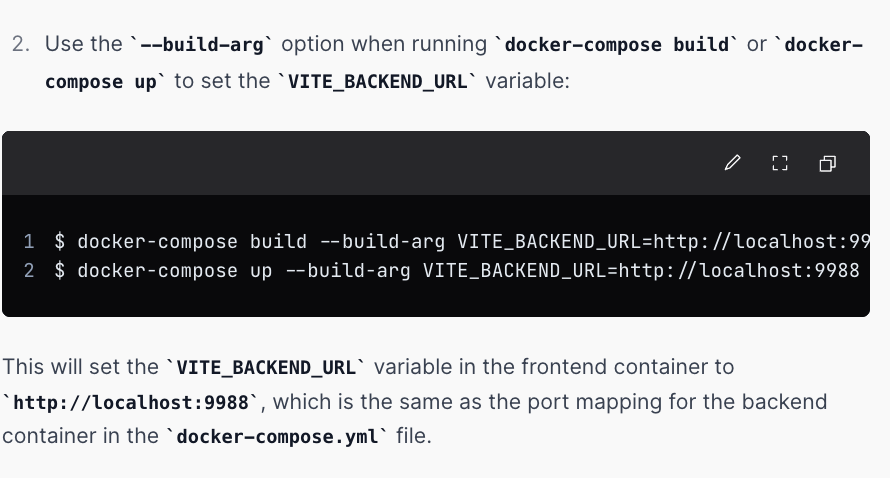 2. Use the `--build-arg` option when running `docker-compose build` or `docker-
compose up` to set the `VITE_BACKEND_URL` variable:
1 $ docker-compose build --build-arg VITE_BACKEND_URL=http://localhost:99
2 $ docker-compose up --build-arg VITE_BACKEND_URL=http://localhost:9988
This will set the `VITE_BACKEND_URL` variable in the frontend container to
`http://localhost:9988`, which is the same as the port mapping for the backend
container in the `docker-compose.yml` file.